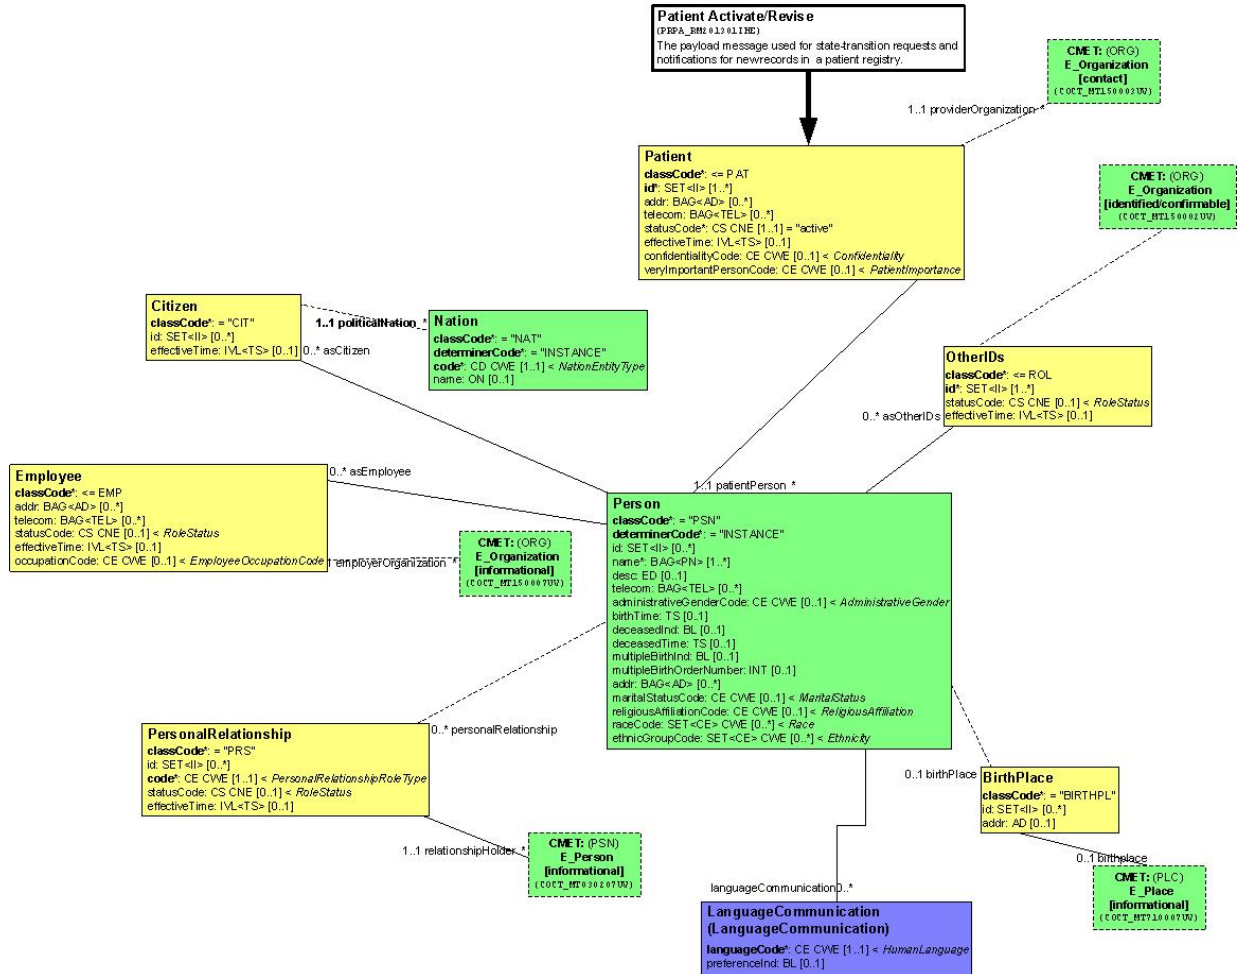 Patient Activate/Revise
(PRPA_RM201301IHE)
The payload message used for state-transition requests and
notifications for newrecords in a patient registry.
CMET: (ORG)
E_Organization
[contact]
(COCT_MT150003UV)
1..1 providerOrganization *
Patient
classCode*: <= PAT
id*: SET<II> [1..*]
addr: BAG<AD> [0..*]
telecom: BAG<TEL> [0..*]
statusCode*: CS CNE [1..1] = "active"
effectiveTime: IVL<TS> [0..1]
confidentialityCode: CE CWE [0..1] < Confidentiality
veryImportantPersonCode: CE CWE [0..1] < PatientImportance
CMET: (ORG)
E_Organization
[identified/confirmable]
(COCT_MT150002UV)
Citizen
classCode*: = "CIT"
id: SET<II> [0..*]
effectiveTime: IVL<TS> [0..1]
1..1 politicalNation *
0..* asCitizen
Nation
classCode*: = "NAT"
determinerCode*: = "INSTANCE"
code*: CD CWE [1..1] < NationEntityType
name: ON [0..1]
OtherIDs
classCode*: <= ROL
id*: SET<II> [1..*]
statusCode: CS CNE [0..1] < RoleStatus
effectiveTime: IVL<TS> [0..1]
0..* asOtherIDs
Employee
classCode*: <= EMP
addr: BAG<AD> [0..*]
telecom: BAG<TEL> [0..*]
statusCode: CS CNE [0..1] < RoleStatus
effectiveTime: IVL<TS> [0..1]
occupationCode: CE CWE [0..1] < EmployeeOccupationCode
0..* asEmployee
1 employerOrganization *
CMET: (ORG)
E_Organization
[informational]
(COCT_MT150007UV)
1..1 patientPerson *
Person
classCode*: = "PSN"
determinerCode*: = "INSTANCE"
id: SET<II> [0..*]
name*: BAG<PN> [1..*]
desc: ED [0..1]
telecom: BAG<TEL> [0..*]
administrativeGenderCode: CE CWE [0..1] < AdministrativeGender
birthTime: TS [0..1]
deceasedInd: BL [0..1]
deceasedTime: TS [0..1]
multipleBirthInd: BL [0..1]
multipleBirthOrderNumber: INT [0..1]
addr: BAG<AD> [0..*]
maritalStatusCode: CE CWE [0..1] < MaritalStatus
religiousAffiliationCode: CE CWE [0..1] < ReligiousAffiliation
raceCode: SET<CE> CWE [0..*] < Race
ethnicGroupCode: SET<CE> CWE [0..*] < Ethnicity
PersonalRelationship
classCode*: = "PRS"
id: SET<II> [0..*]
code*: CE CWE [1..1] < PersonalRelationshipRoleType
statusCode: CS CNE [0..1] < RoleStatus
effectiveTime: IVL<TS> [0..1]
0..* personalRelationship
1..1 relationshipHolder *
CMET: (PSN)
E_Person
[informational]
(COCT_MT030207UV)
0..1 birthPlace
BirthPlace
classCode*: = "BIRTHPL"
id: SET<II> [0..*]
addr: AD [0..1]
0..1 birthplace
CMET: (PLC)
E_Place
[informational]
(COCT_MT710007UV)
languageCommunication0..*
LanguageCommunication
(LanguageCommunication)
languageCode*: CE CWE [1..1] < HumanLanguage
preferenceInd: BL [0..1]